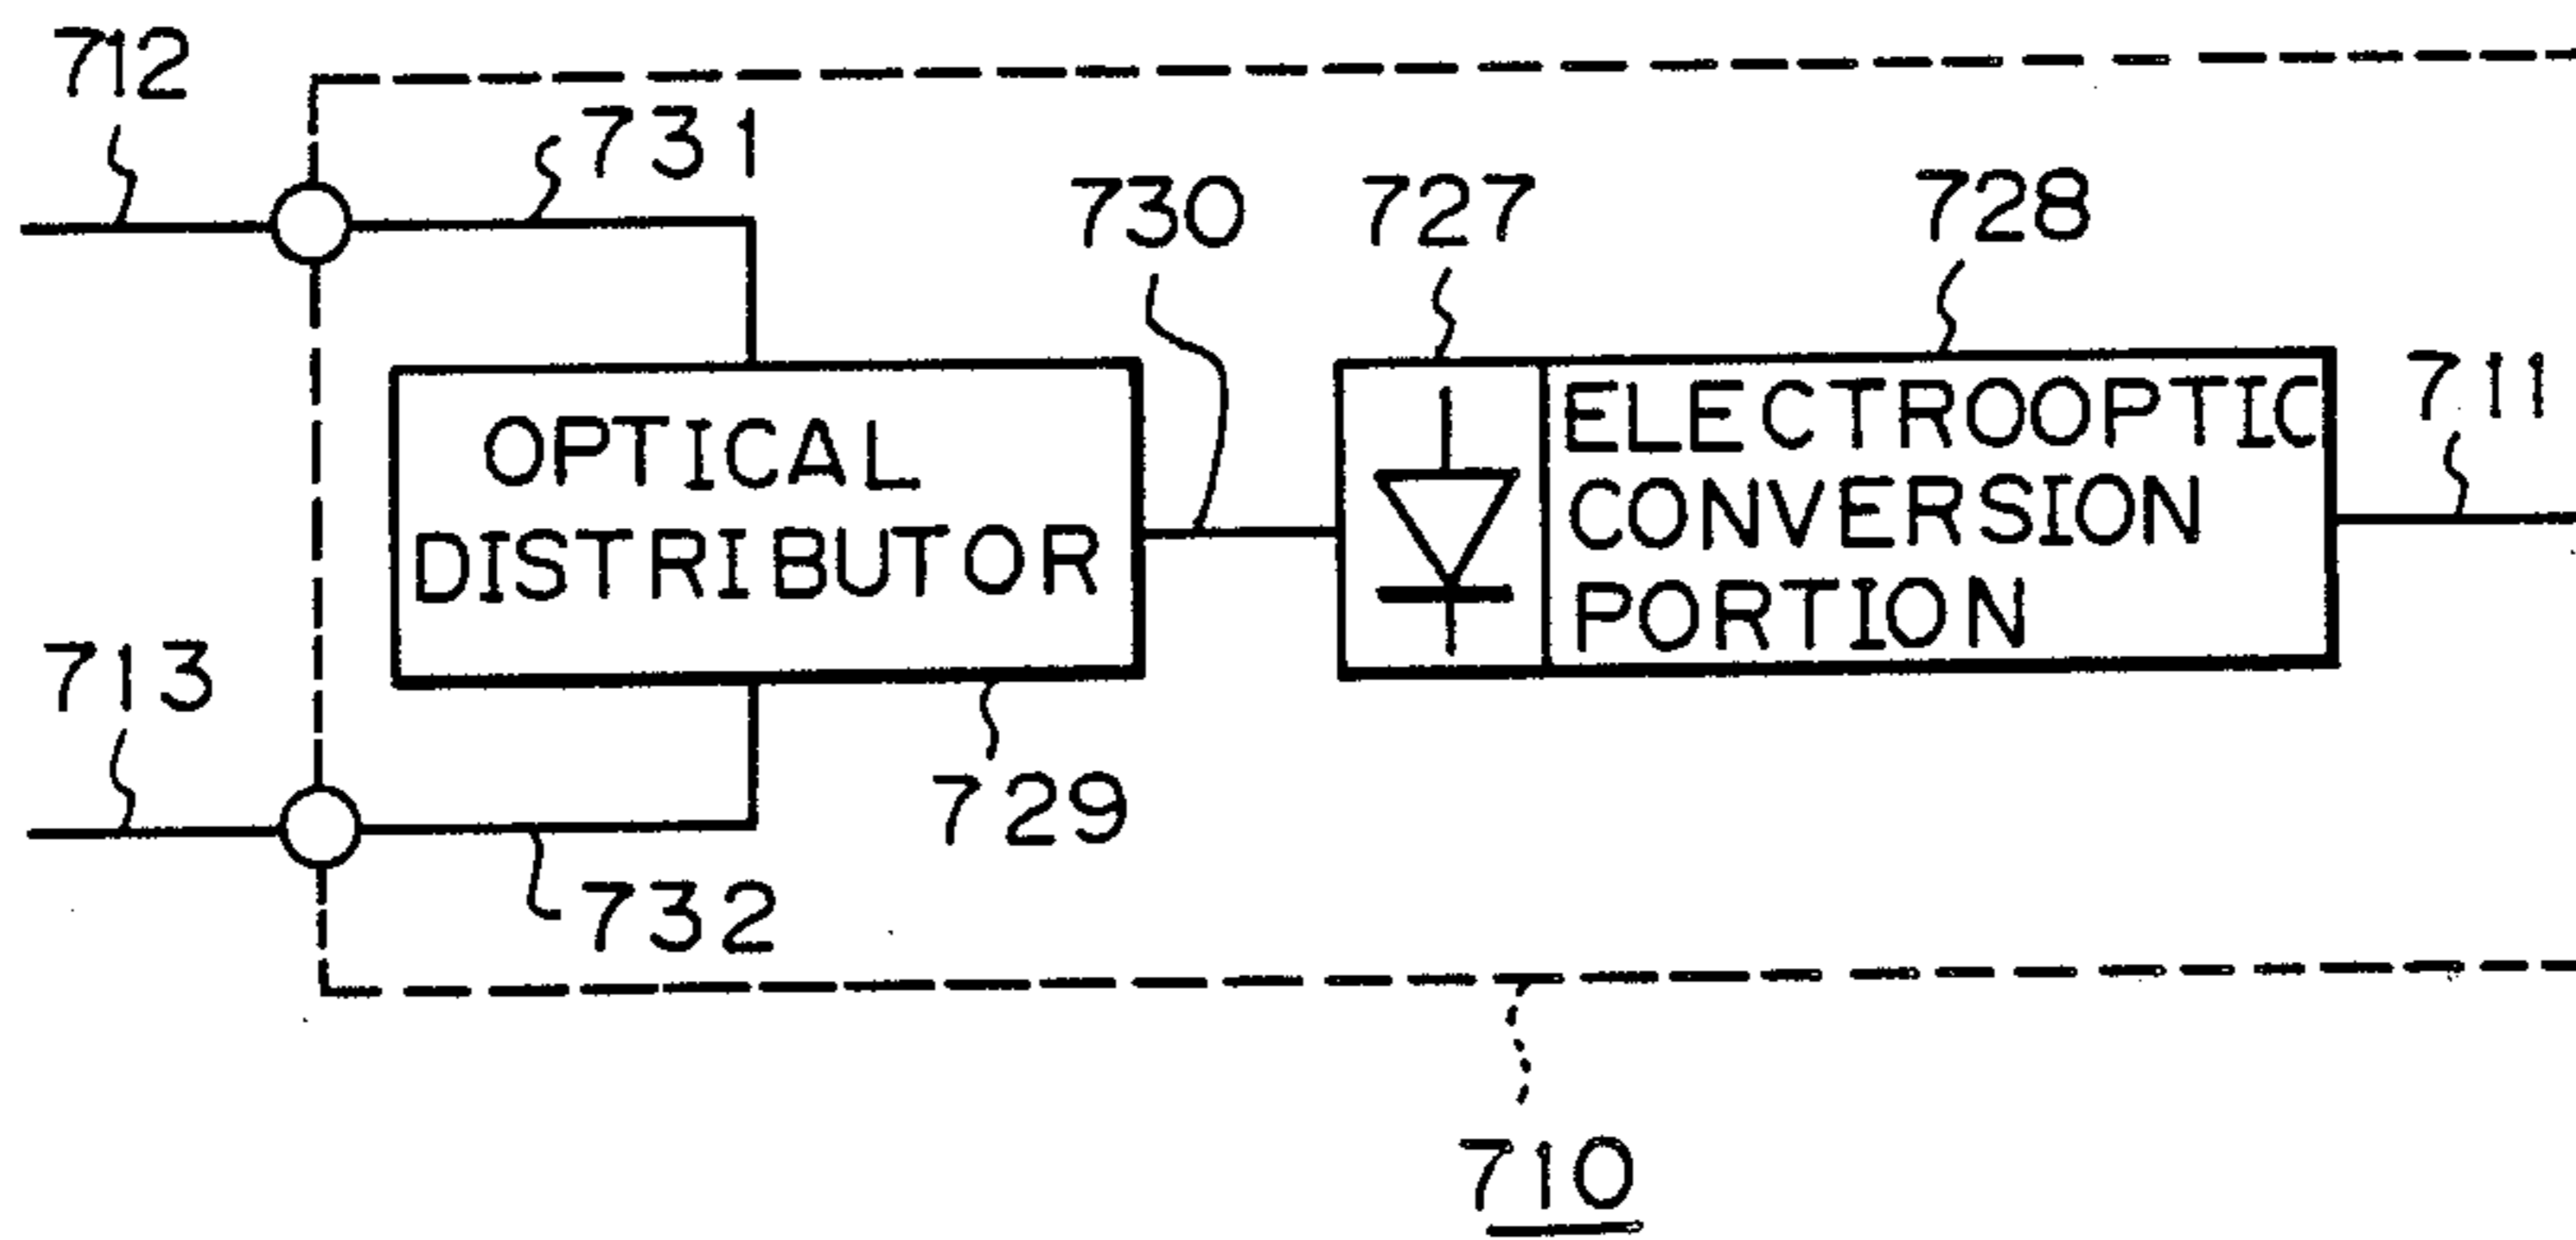 712
731
730
727
728
711
OPTICAL
DISTRIBUTOR
ELECTROOPTIC
CONVERSION
PORTION
713
729
732
710